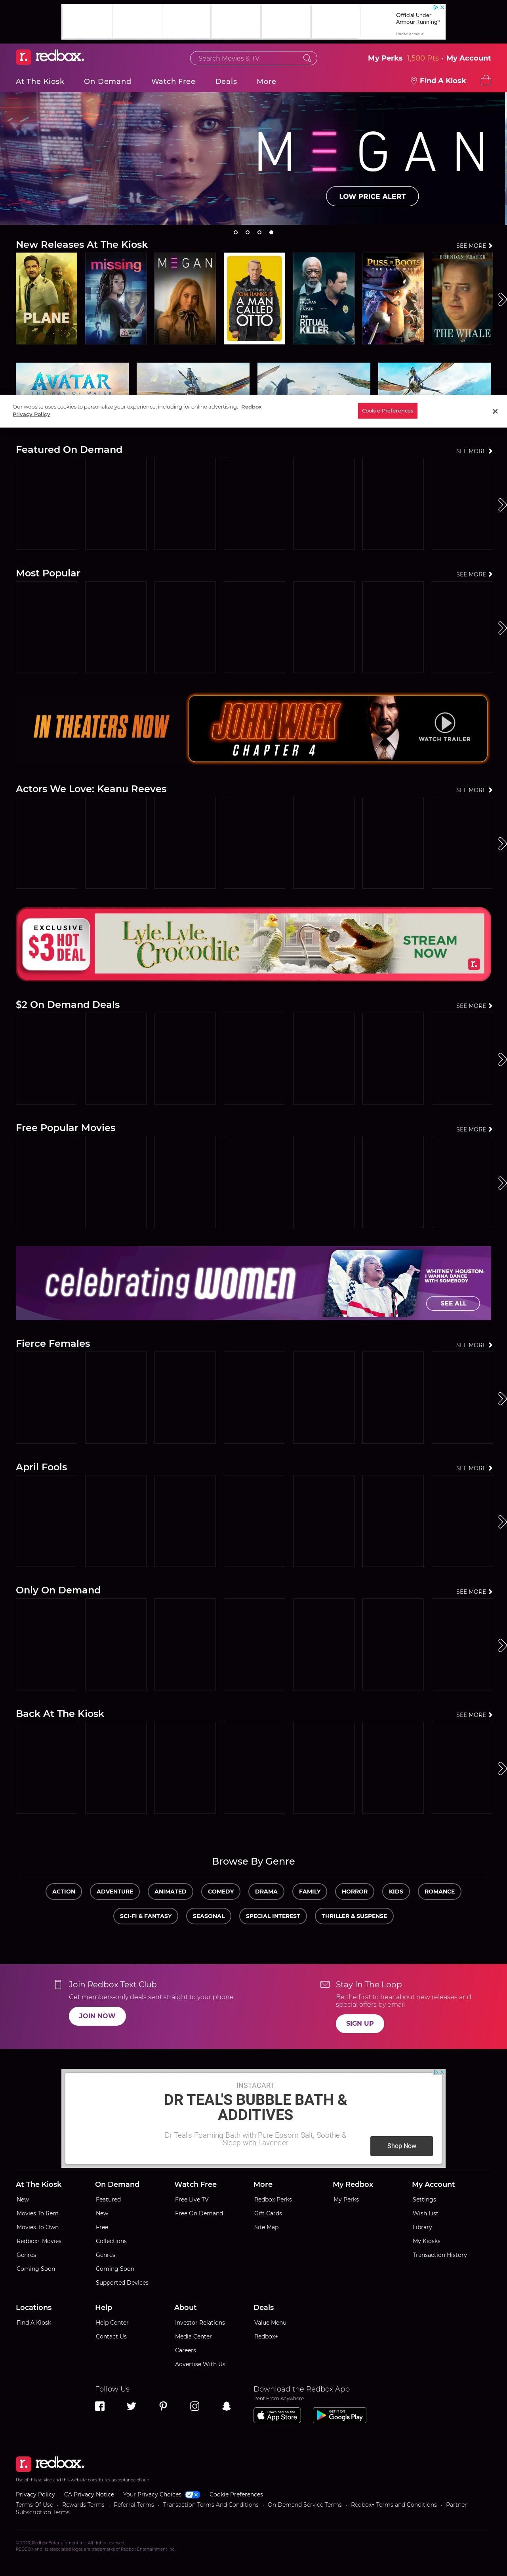 Official Under
Armour Running®
Under Armour
redbox.
Search Movies & TV
My Perks 1,500 Pts • My Account
At The Kiosk
On Demand
Watch Free
Deals
More
Find A Kiosk
MEGAN
LOW PRICE ALERT
New Releases At The Kiosk
SEE MORE
PLANE
missing
MEGAN
TOM HANKS
A MAN CALLED OTTO
THE RITUAL KILLER
PUSS IN BOOTS
THE LAST WISH
BRENDAN FRASER
THE WHALE
AVATAR
THE WAY OF WATER
Our website uses cookies to personalize your experience, including for online advertising. Redbox
Privacy Policy
Cookie Preferences
Featured On Demand
SEE MORE
Most Popular
SEE MORE
IN THEATERS NOW
JOHN WICK
CHAPTER 4
WATCH TRAILER
Actors We Love: Keanu Reeves
SEE MORE
EXCLUSIVE
$3 HOT DEAL
Lyle, Lyle, Crocodile
STREAM NOW
r.
$2 On Demand Deals
SEE MORE
Free Popular Movies
SEE MORE
celebrating WOMEN
WHITNEY HOUSTON:
I WANNA DANCE
WITH SOMEBODY
SEE ALL
Fierce Females
SEE MORE
April Fools
SEE MORE
Only On Demand
SEE MORE
Back At The Kiosk
SEE MORE
Browse By Genre
ACTION
ADVENTURE
ANIMATED
COMEDY
DRAMA
FAMILY
HORROR
KIDS
ROMANCE
SCI-FI & FANTASY
SEASONAL
SPECIAL INTEREST
THRILLER & SUSPENSE
Join Redbox Text Club
Get members-only deals sent straight to your phone
JOIN NOW
Stay In The Loop
Be the first to hear about new releases and
special offers by email
SIGN UP
INSTACART
DR TEAL'S BUBBLE BATH &
ADDITIVES
Dr Teal's Foaming Bath with Pure Epsom Salt, Soothe &
Sleep with Lavender
Shop Now
At The Kiosk
New
Movies To Rent
Movies To Own
Redbox+ Movies
Genres
Coming Soon
On Demand
Featured
New
Free
Collections
Genres
Coming Soon
Supported Devices
Watch Free
Free Live TV
Free On Demand
More
Redbox Perks
Gift Cards
Site Map
My Redbox
My Perks
My Account
Settings
Wish List
Library
My Kiosks
Transaction History
Locations
Find A Kiosk
Help
Help Center
Contact Us
About
Investor Relations
Media Center
Careers
Advertise With Us
Deals
Value Menu
Redbox+
Follow Us
Download the Redbox App
Rent From Anywhere
Download on the
App Store
GET IT ON
Google Play
redbox.
Use of this service and this website constitutes acceptance of our
Privacy Policy · CA Privacy Notice · Your Privacy Choices · Cookie Preferences
Terms Of Use · Rewards Terms · Referral Terms · Transaction Terms And Conditions · On Demand Service Terms · Redbox+ Terms and Conditions · Partner
Subscription Terms
© 2023. Redbox Entertainment Inc. All rights reserved.
REDBOX and its associated logos are trademarks of Redbox Entertainment Inc.